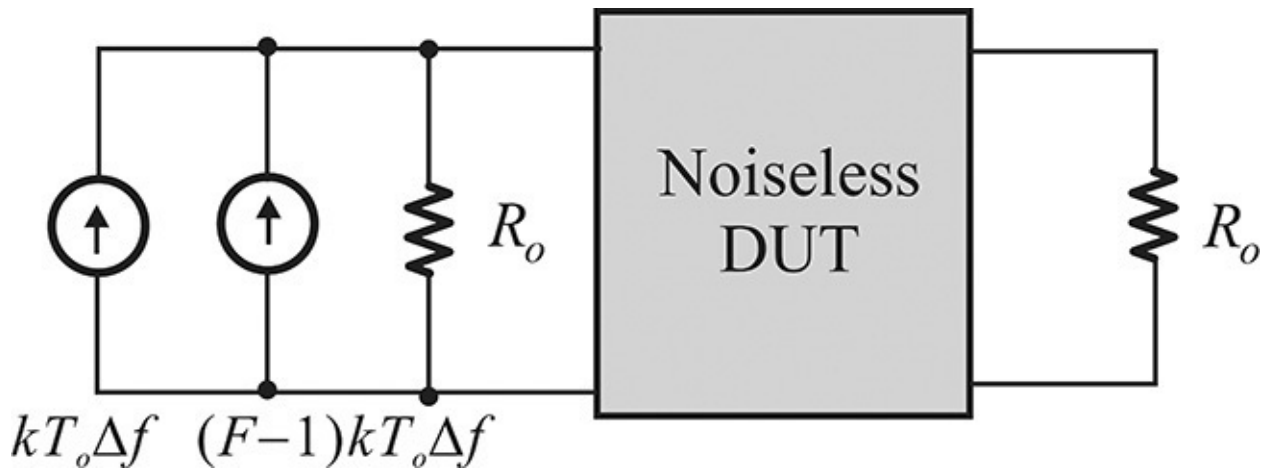 Noiseless
DUT
R_o
R_o
kT_oΔf
(F−1)kT_oΔf